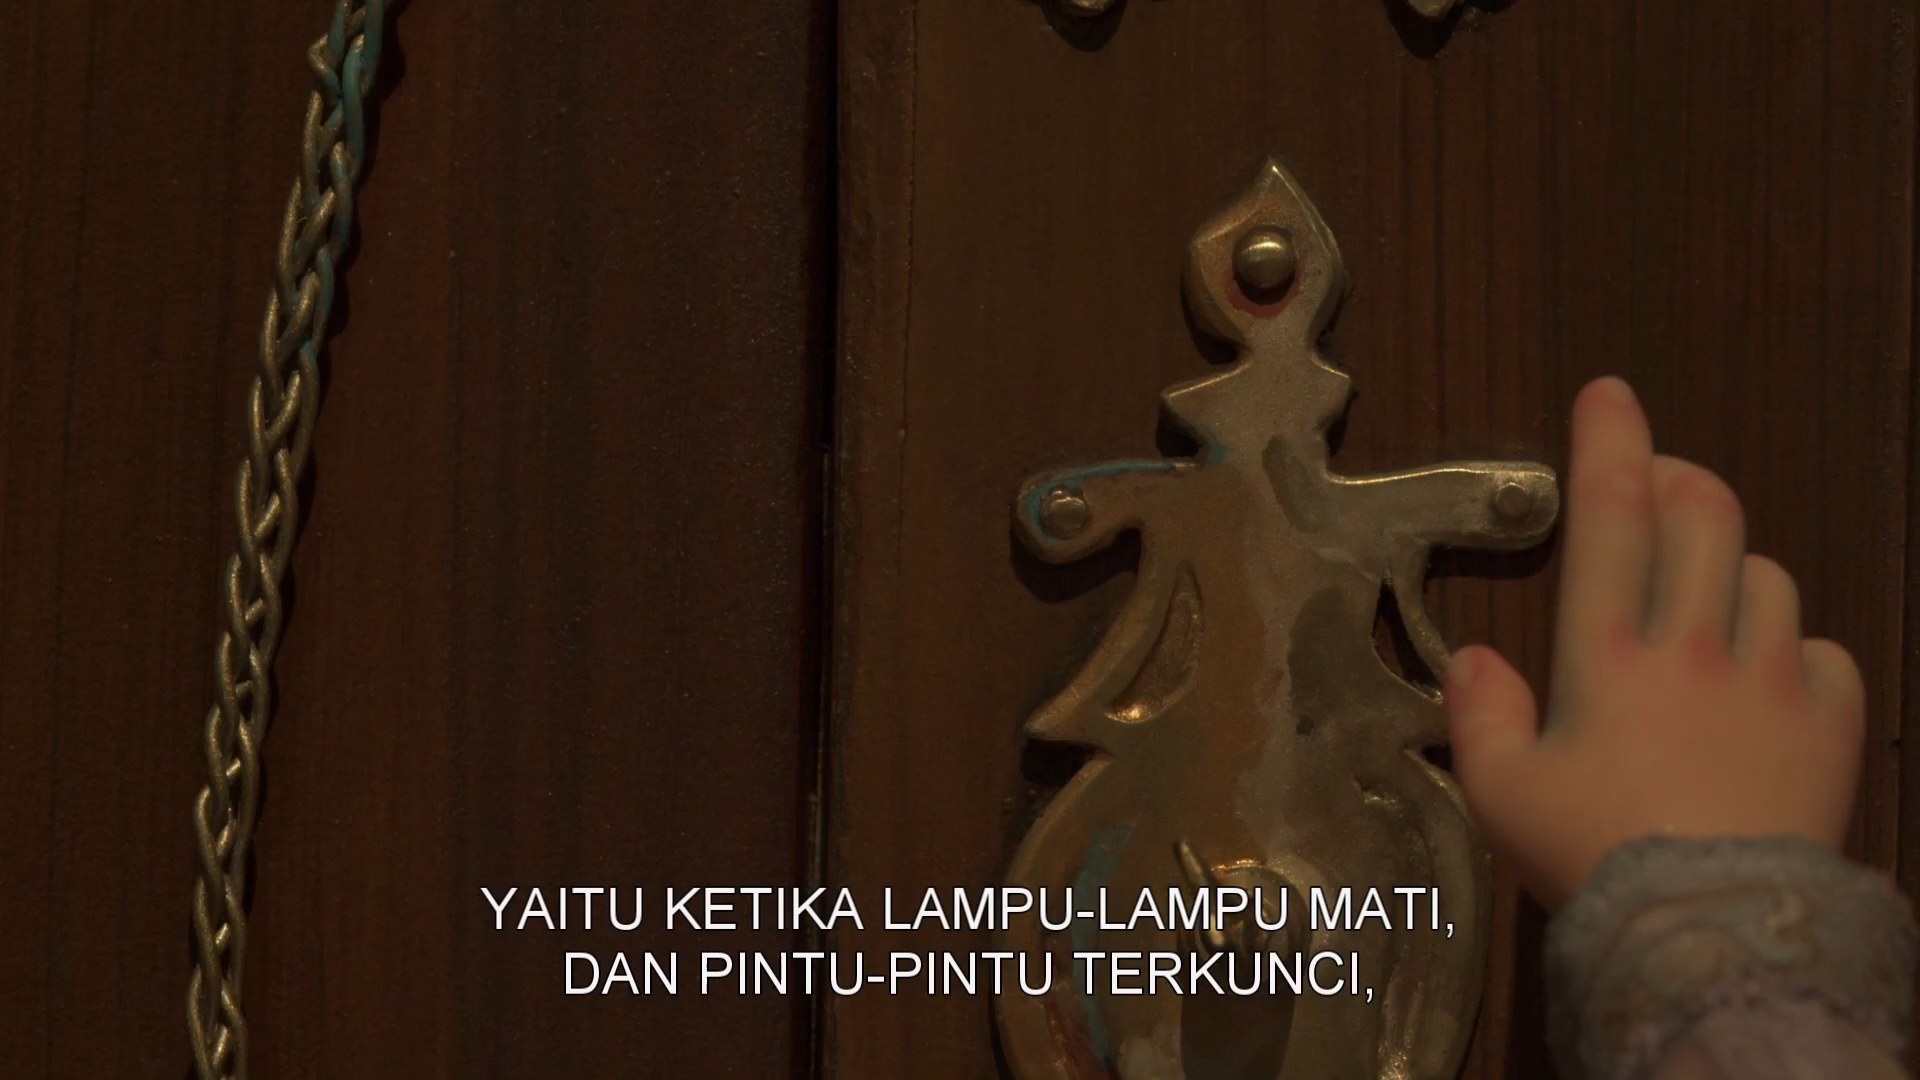 YAITU KETIKA LAMPU-LAMPU MATI,
DAN PINTU-PINTU TERKUNCI,